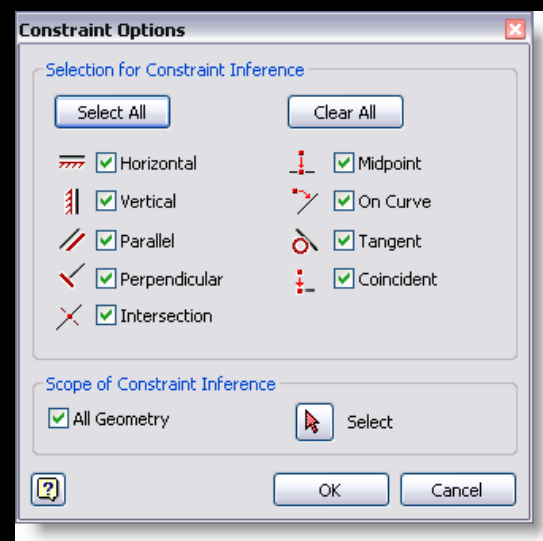 Constraint Options
Selection for Constraint Inference
Select All
Clear All
Horizontal
Midpoint
Vertical
On Curve
Parallel
Tangent
Perpendicular
Coincident
Intersection
Scope of Constraint Inference
All Geometry
Select
?
OK
Cancel